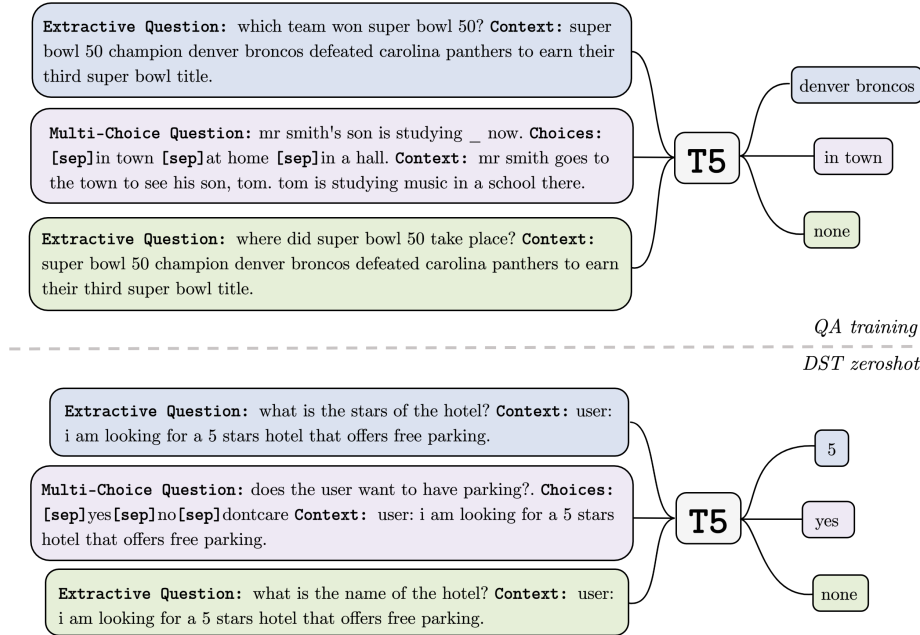 Extractive Question: which team won super bowl 50? Context: super
bowl 50 champion denver broncos defeated carolina panthers to earn their
third super bowl title.
denver broncos
Multi-Choice Question: mr smith's son is studying _ now. Choices:
[sep]in town [sep]at home [sep]in a hall. Context: mr smith goes to
the town to see his son, tom. tom is studying music in a school there.
T5
in town
Extractive Question: where did super bowl 50 take place? Context:
super bowl 50 champion denver broncos defeated carolina panthers to earn
their third super bowl title.
none
QA training
DST zeroshot
Extractive Question: what is the stars of the hotel? Context: user:
i am looking for a 5 stars hotel that offers free parking.
5
Multi-Choice Question: does the user want to have parking?. Choices:
[sep]yes[sep]no[sep]dontcare Context: user: i am looking for a 5 stars
hotel that offers free parking.
T5
yes
Extractive Question: what is the name of the hotel? Context: user:
i am looking for a 5 stars hotel that offers free parking.
none